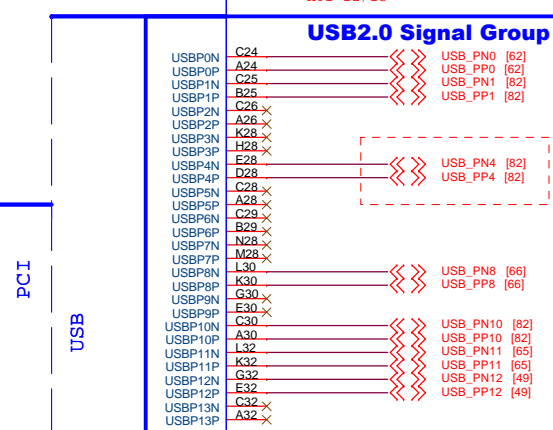 USB2.0 Signal Group
USBP0N C24 USB_PN0 [62]
USBP0P A24 USB_PP0 [62]
USBP1N C25 USB_PN1 [82]
USBP1P B25 USB_PP1 [82]
USBP2N C26
USBP2P A26
USBP3N K28
USBP3P H28
USBP4N E28 USB_PN4 [82]
USBP4P D28 USB_PP4 [82]
USBP5N C28
USBP5P A28
USBP6N C29
USBP6P B29
USBP7N N28
USBP7P M28
USBP8N L30 USB_PN8 [66]
USBP8P K30 USB_PP8 [66]
USBP9N G30
USBP9P E30
USBP10N C30 USB_PN10 [82]
USBP10P A30 USB_PP10 [82]
USBP11N L32 USB_PN11 [65]
USBP11P K32 USB_PP11 [65]
USBP12N G32 USB_PN12 [49]
USBP12P E32 USB_PP12 [49]
USBP13N C32
USBP13P A32
PCI
USB